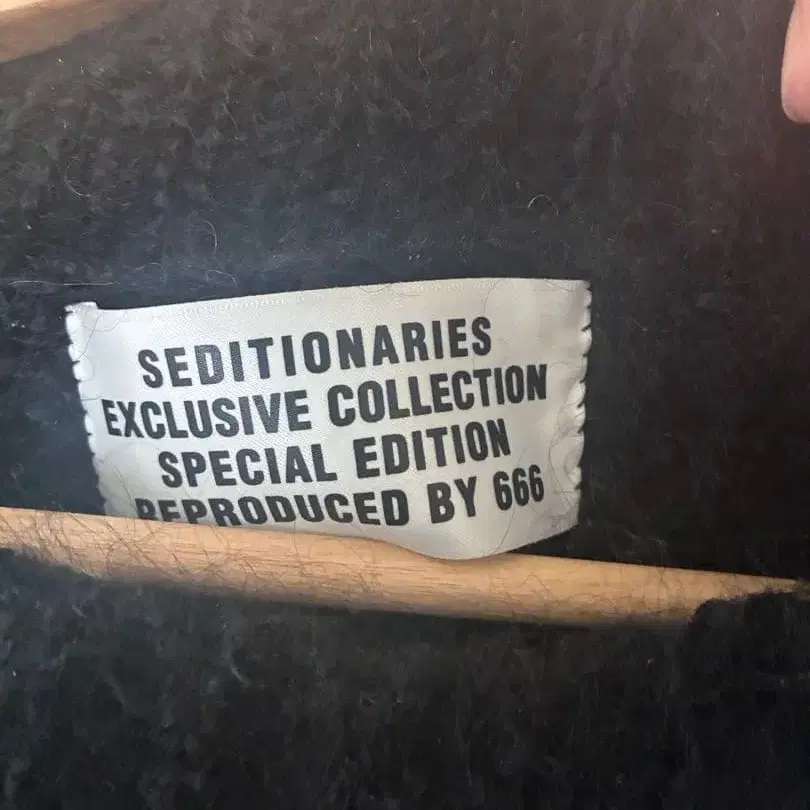 SEDITIONARIES
EXCLUSIVE COLLECTION
SPECIAL EDITION
REPRODUCED BY 666